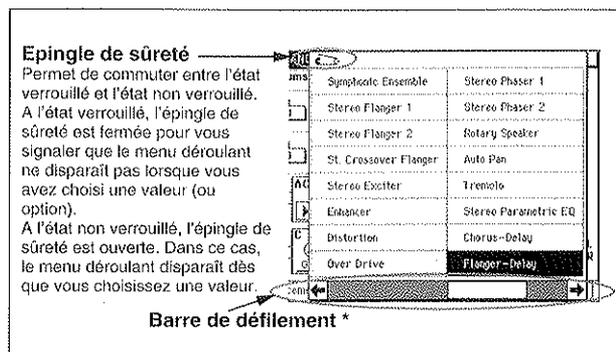 Epingle de sûreté
Permet de commuter entre l'état
verrouillé et l'état non verrouillé.
A l'état verrouillé, l'épingle de
sûreté est fermée pour vous
signaler que le menu déroulant
ne disparaît pas lorsque vous
avez choisi une valeur (ou
option).
A l'état non verrouillé, l'épingle de
sûreté est ouverte. Dans ce cas,
le menu déroulant disparaît dès
que vous choisissez une valeur.
Symphonic Ensemble
Stereo Phaser 1
Stereo Flanger 1
Stereo Phaser 2
Stereo Flanger 2
Rotary Speaker
St. Crossover Flanger
Auto Pan
Stereo Exciter
Tremolo
Enhancer
Stereo Parametric EQ
Distortion
Chorus-Delay
Over Drive
Flanger-Delay
Barre de défilement *